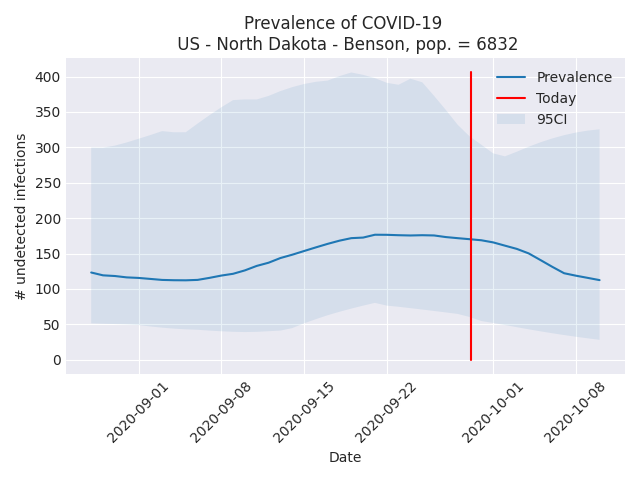 Prevalence of COVID-19
US - North Dakota - Benson, pop. = 6832
Prevalence
Today
95CI
# undetected infections
400
350
300
250
200
150
100
50
0
2020-09-01
2020-09-08
2020-09-15
2020-09-22
2020-10-01
2020-10-08
Date